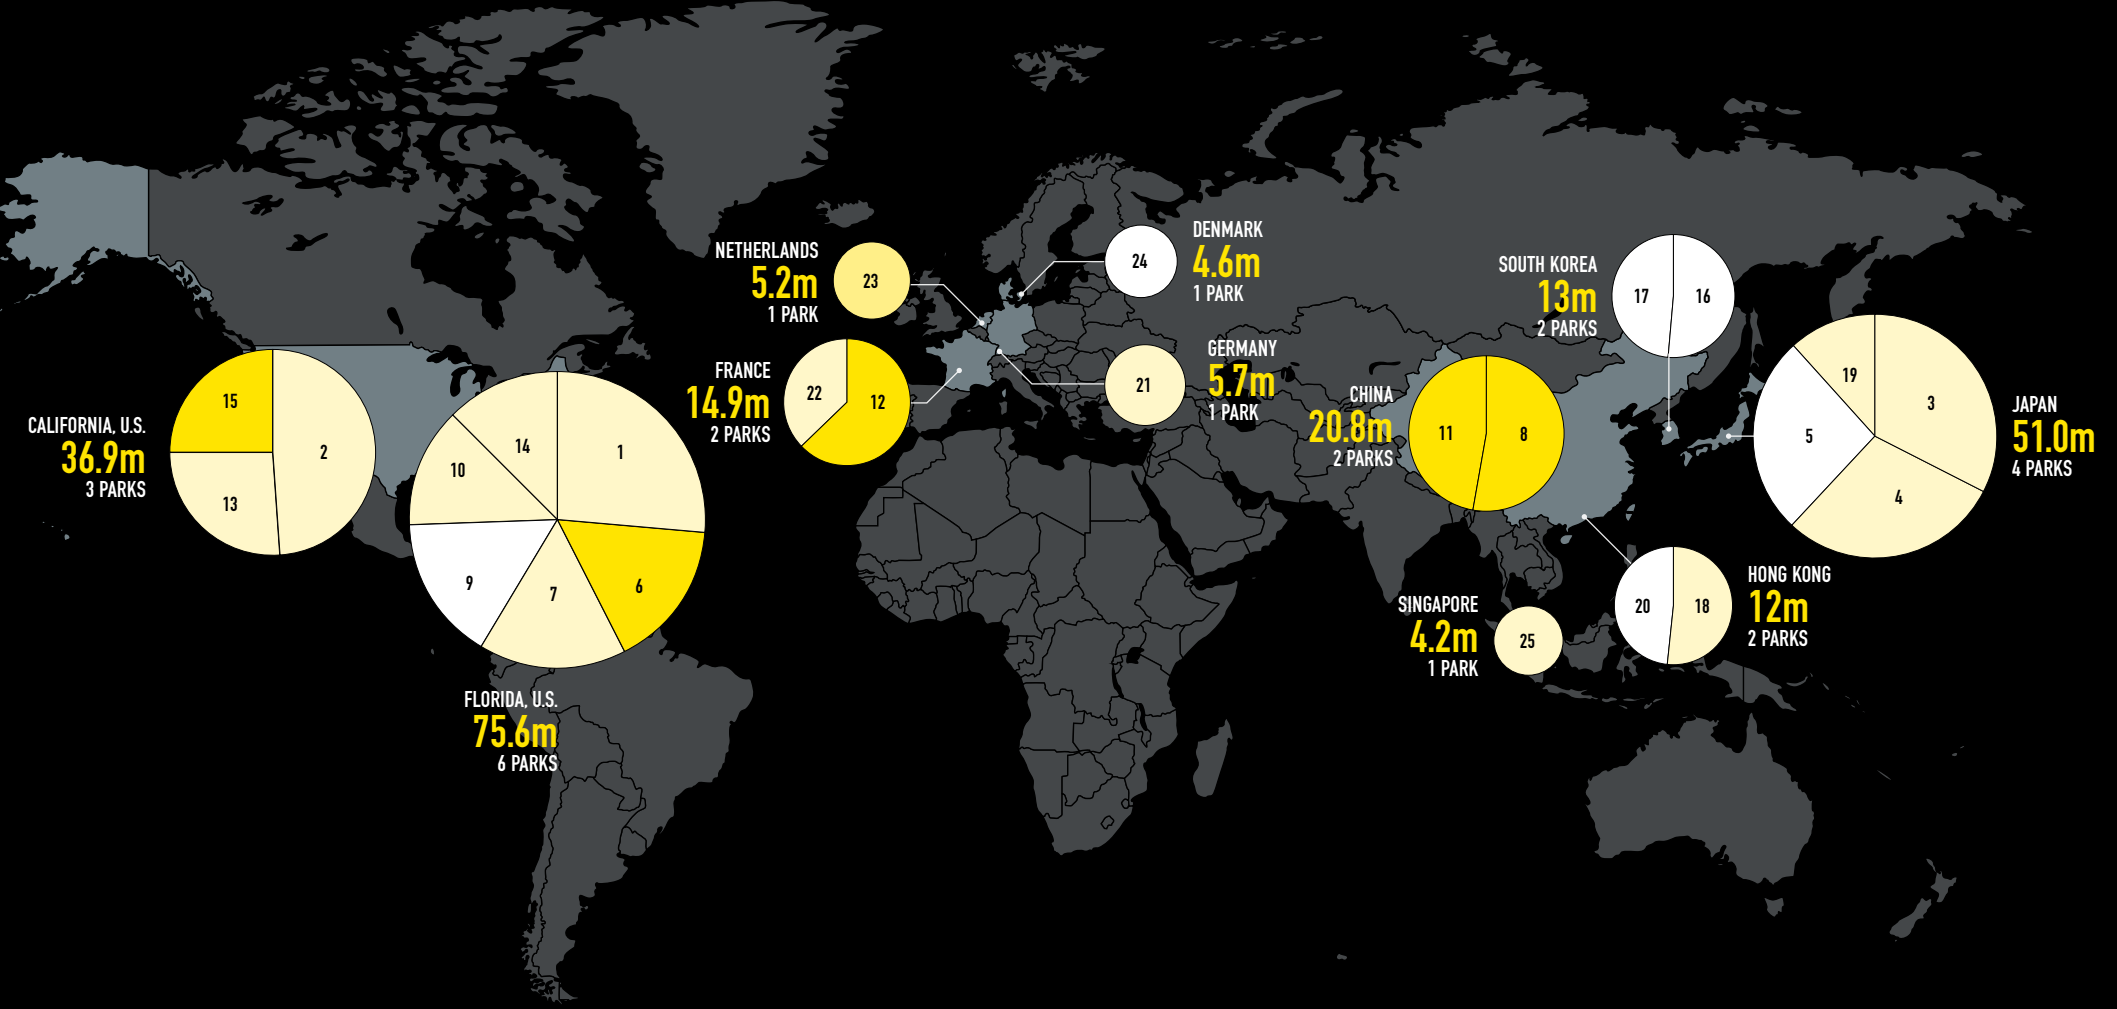 NETHERLANDS
5.2m
1 PARK
23
DENMARK
4.6m
1 PARK
24
SOUTH KOREA
13m
2 PARKS
17
16
FRANCE
14.9m
2 PARKS
22
12
GERMANY
5.7m
1 PARK
21
CHINA
20.8m
2 PARKS
11
8
JAPAN
51.0m
4 PARKS
19
3
5
4
CALIFORNIA, U.S.
36.9m
3 PARKS
15
2
13
14
1
10
9
7
6
FLORIDA, U.S.
75.6m
6 PARKS
SINGAPORE
4.2m
1 PARK
25
20
18
HONG KONG
12m
2 PARKS